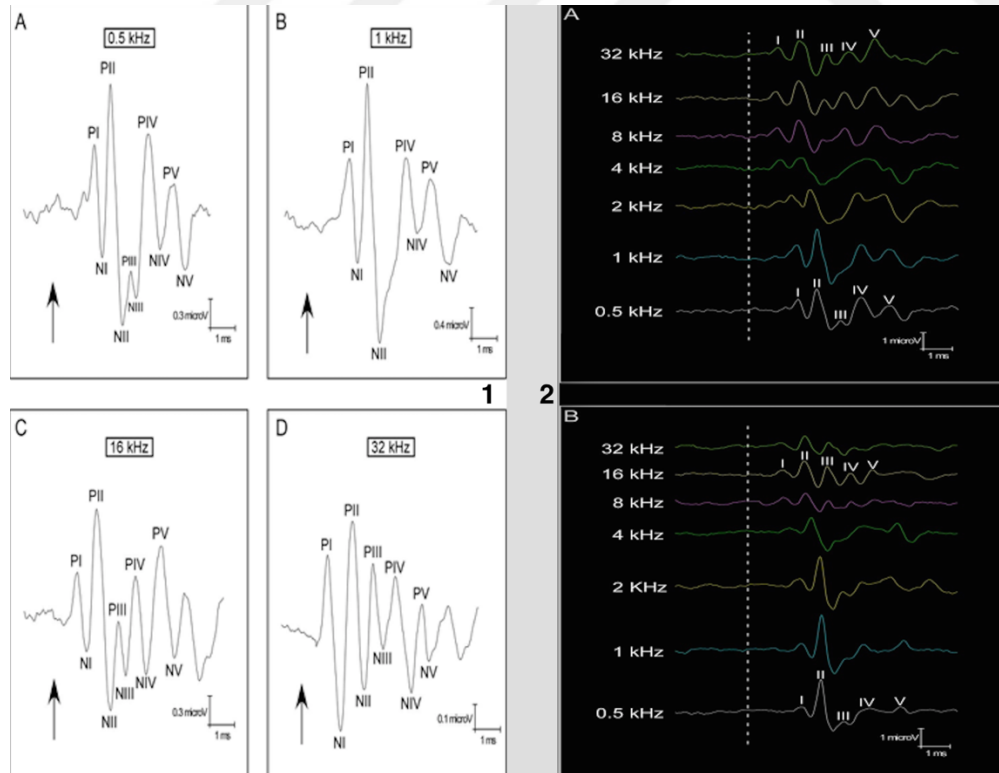 A
0.5 kHz
PII
PI
PIV
PV
PIII
NI
NIII
NIV
NV
NII
0.3 microV
1 ms
B
1 kHz
PII
PI
PIV
PV
NI
NIV
NV
NII
0.4 microV
1 ms
C
16 kHz
PII
PV
PI
PIV
PIII
NI
NV
NIII
NIV
NII
0.3 microV
1 ms
D
32 kHz
PII
PI
PIII
PIV
PV
NIII
NV
NII
NIV
NI
0.1 microV
1 ms
1
2
A
I II III IV V
32 kHz
16 kHz
8 kHz
4 kHz
2 kHz
1 kHz
I II III IV V
0.5 kHz
1 microV
1 ms
B
32 kHz
I II III IV V
16 kHz
8 kHz
4 kHz
2 KHz
1 kHz
I II III IV V
0.5 kHz
1 microV
1 ms